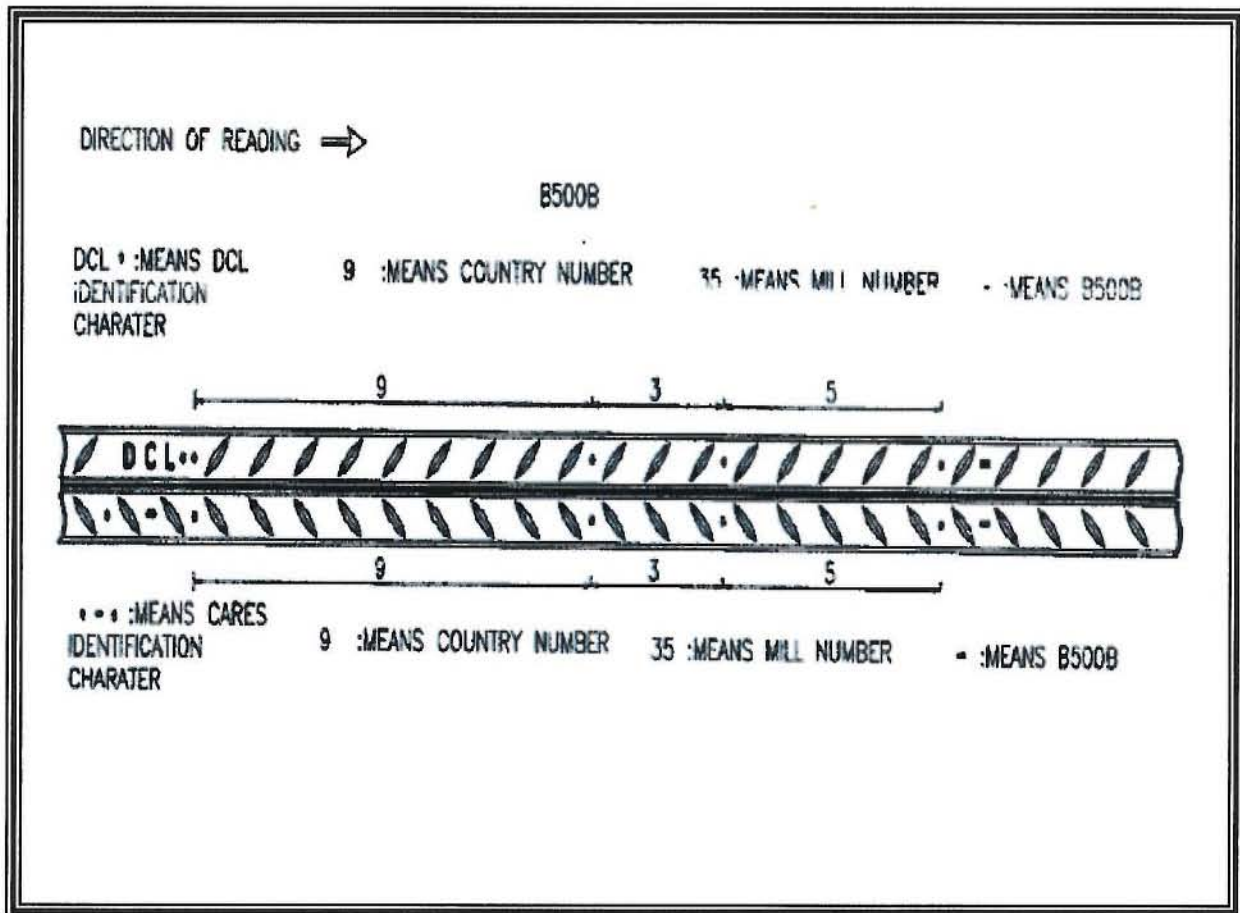 DIRECTION OF READING
B500B
DCL • :MEANS DCL IDENTIFICATION CHARATER
9 :MEANS COUNTRY NUMBER
35 :MEANS MILL NUMBER
- :MEANS B500B
9 3 5
DCL
9 3 5
• - • :MEANS CARES IDENTIFICATION CHARATER
9 :MEANS COUNTRY NUMBER
35 :MEANS MILL NUMBER
- :MEANS B500B